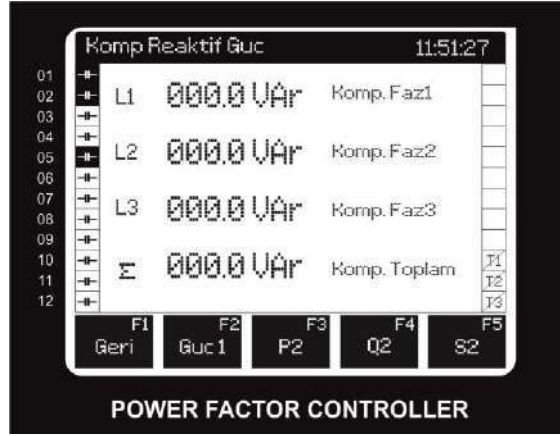 Komp Reaktif Guc 11:51:27
01
02
03
04
05
06
07
08
09
10
11
12
L1 000.0 VAr Komp. Faz1
L2 000.0 VAr Komp. Faz2
L3 000.0 VAr Komp. Faz3
Σ 000.0 VAr Komp. Toplam
T1
T2
T3
F1 F2 F3 F4 F5
Geri Guc1 P2 Q2 S2
POWER FACTOR CONTROLLER